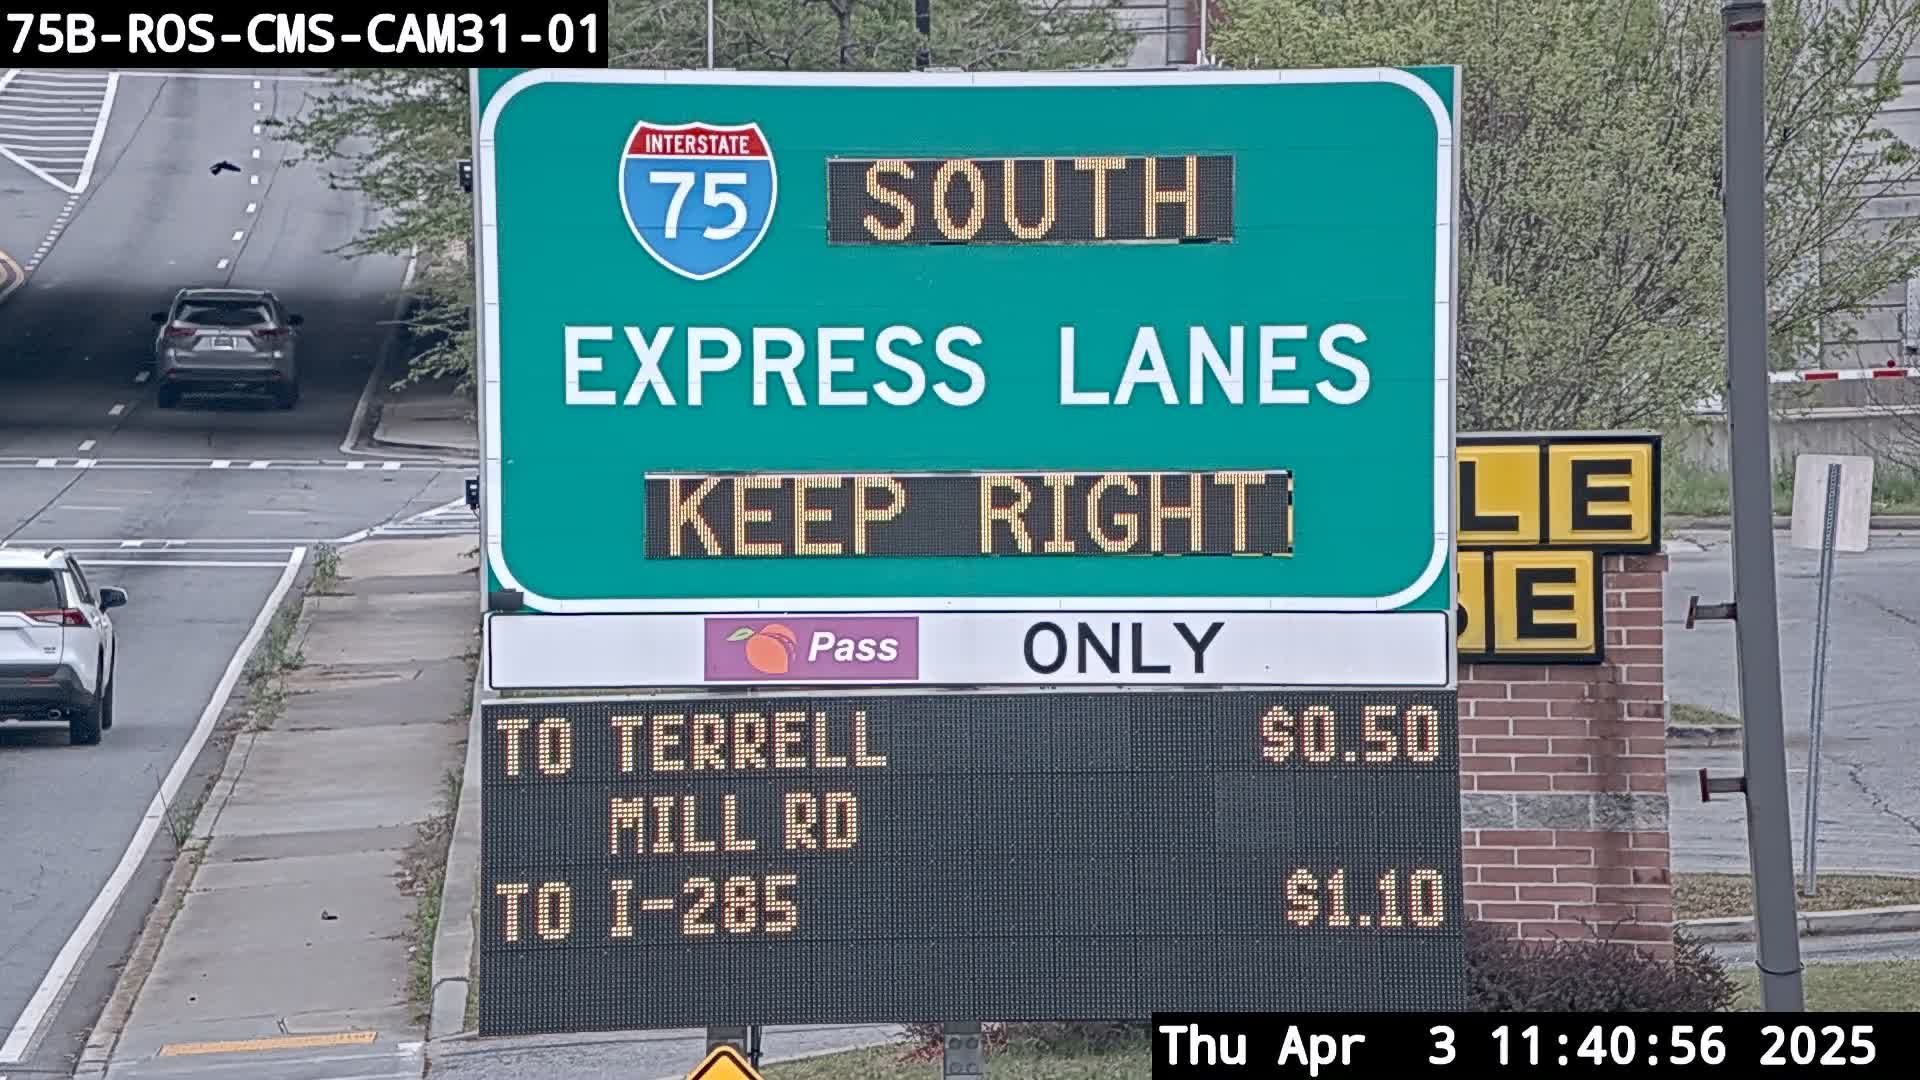 75B-ROS-CMS-CAM31-01
INTERSTATE
75
SOUTH
EXPRESS LANES
KEEP RIGHT
Pass ONLY
TO TERRELL $0.50
MILL RD
TO I-285 $1.10
LE
E
Thu Apr 3 11:40:56 2025